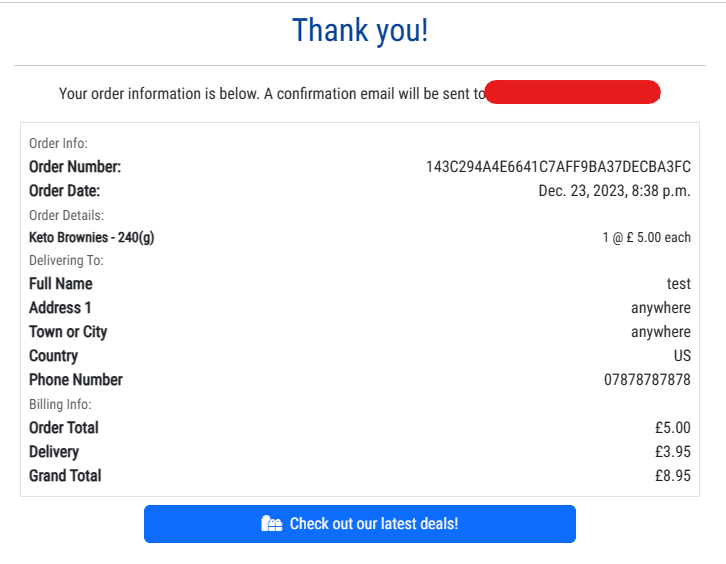 Thank you!
Your order information is below. A confirmation email will be sent to
Order Info:
Order Number: 143C294A4E6641C7AFF9BA37DECBA3FC
Order Date: Dec. 23, 2023, 8:38 p.m.
Order Details:
Keto Brownies - 240(g) 1 @ £ 5.00 each
Delivering To:
Full Name test
Address 1 anywhere
Town or City anywhere
Country US
Phone Number 07878787878
Billing Info:
Order Total £5.00
Delivery £3.95
Grand Total £8.95
Check out our latest deals!